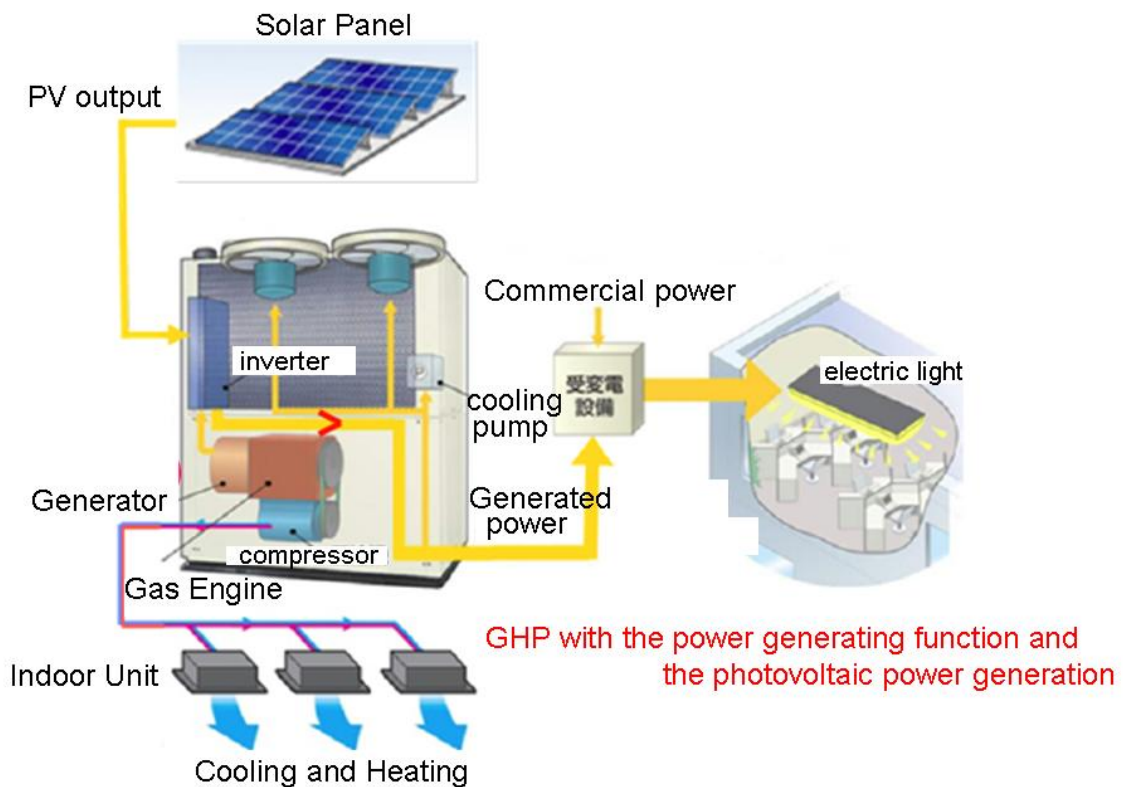 Solar Panel
PV output
Commercial power
inverter
electric light
受変電
設備
cooling
pump
Generator
Generated
power
compressor
Gas Engine
GHP with the power generating function and
the photovoltaic power generation
Indoor Unit
Cooling and Heating